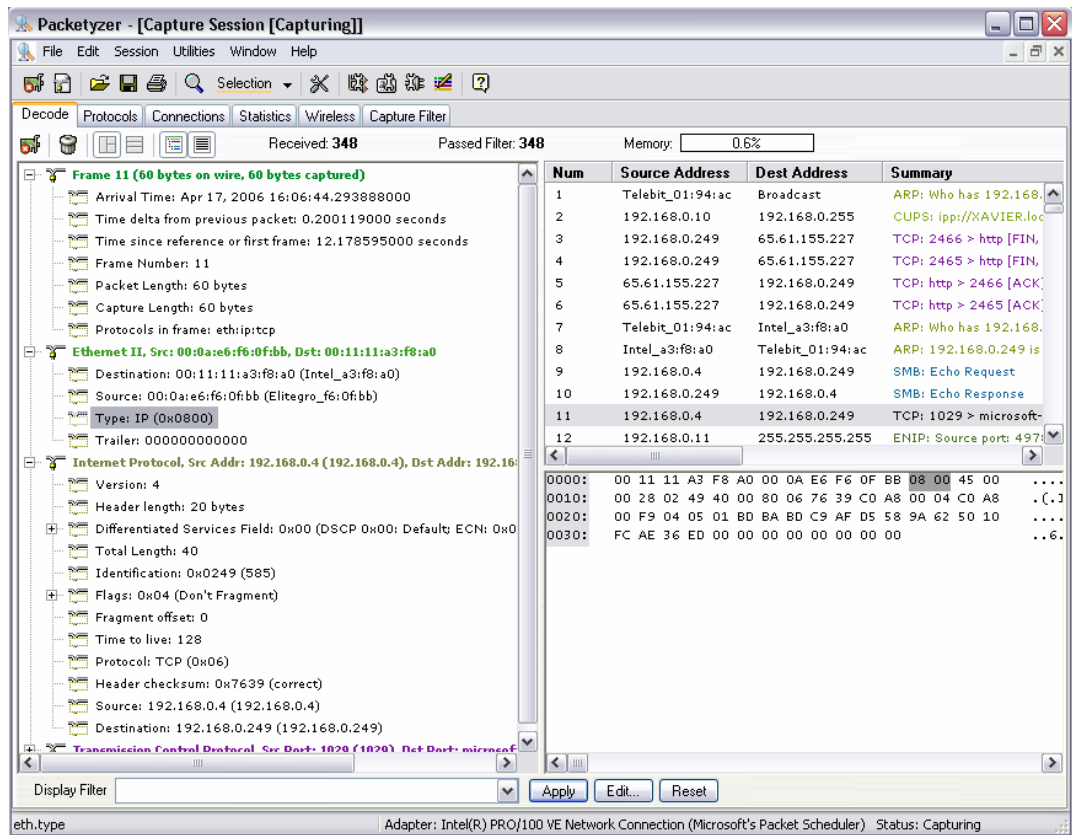 Packetyzer - [Capture Session [Capturing]]
File Edit Session Utilities Window Help
Selection
Decode Protocols Connections Statistics Wireless Capture Filter
Received: 348 Passed Filter: 348 Memory: 0.6%
Frame 11 (60 bytes on wire, 60 bytes captured)
Arrival Time: Apr 17, 2006 16:06:44.293888000
Time delta from previous packet: 0.200119000 seconds
Time since reference or first frame: 12.178595000 seconds
Frame Number: 11
Packet Length: 60 bytes
Capture Length: 60 bytes
Protocols in frame: eth:ip:tcp
Ethernet II, Src: 00:0a:e6:f6:0f:bb, Dst: 00:11:11:a3:f8:a0
Destination: 00:11:11:a3:f8:a0 (Intel_a3:f8:a0)
Source: 00:0a:e6:f6:0f:bb (Elitegro_f6:0f:bb)
Type: IP (0x0800)
Trailer: 000000000000
Internet Protocol, Src Addr: 192.168.0.4 (192.168.0.4), Dst Addr: 192.16
Version: 4
Header length: 20 bytes
Differentiated Services Field: 0x00 (DSCP 0x00: Default; ECN: 0x0
Total Length: 40
Identification: 0x0249 (585)
Flags: 0x04 (Don't Fragment)
Fragment offset: 0
Time to live: 128
Protocol: TCP (0x06)
Header checksum: 0x7639 (correct)
Source: 192.168.0.4 (192.168.0.4)
Destination: 192.168.0.249 (192.168.0.249)
Transmission Control Protocol, Src Port: 1029 (1029), Dst Port: microsof
Num Source Address Dest Address Summary
1 Telebit_01:94:ac Broadcast ARP: Who has 192.168.
2 192.168.0.10 192.168.0.255 CUPS: ipp://XAVIER.loc
3 192.168.0.249 65.61.155.227 TCP: 2466 > http [FIN,
4 192.168.0.249 65.61.155.227 TCP: 2465 > http [FIN,
5 65.61.155.227 192.168.0.249 TCP: http > 2466 [ACK]
6 65.61.155.227 192.168.0.249 TCP: http > 2465 [ACK]
7 Telebit_01:94:ac Intel_a3:f8:a0 ARP: Who has 192.168.
8 Intel_a3:f8:a0 Telebit_01:94:ac ARP: 192.168.0.249 is
9 192.168.0.4 192.168.0.249 SMB: Echo Request
10 192.168.0.249 192.168.0.4 SMB: Echo Response
11 192.168.0.4 192.168.0.249 TCP: 1029 > microsoft-
12 192.168.0.11 255.255.255.255 ENIP: Source port: 497
0000: 00 11 11 A3 F8 A0 00 0A E6 F6 0F BB 08 00 45 00 ....
0010: 00 28 02 49 40 00 80 06 76 39 C0 A8 00 04 C0 A8 .(.I
0020: 00 F9 04 05 01 BD BA BD C9 AF D5 58 9A 62 50 10 ....
0030: FC AE 36 ED 00 00 00 00 00 00 00 00 ..6.
Display Filter Apply Edit... Reset
eth.type Adapter: Intel(R) PRO/100 VE Network Connection (Microsoft's Packet Scheduler) Status: Capturing